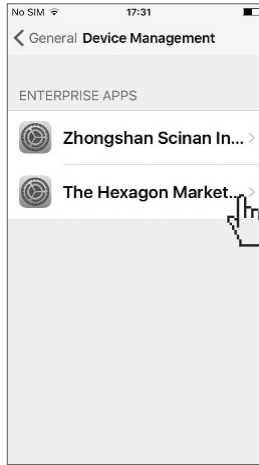 No SIM 17:31
General Device Management
ENTERPRISE APPS
Zhongshan Scinan In...
The Hexagon Market...